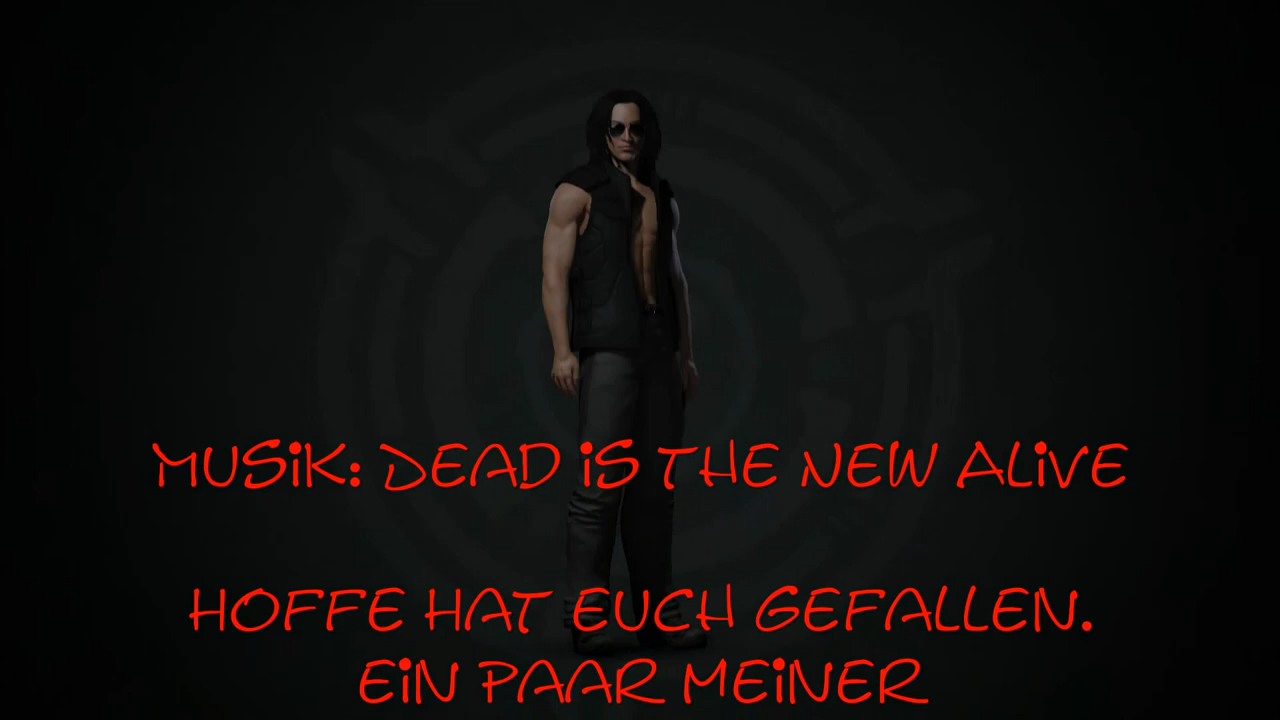 MUSiK: DEAD iS THE NEW ALiVE
HOFFE HAT EUCH GEFALLEN.
EiN PAAR MEiNER